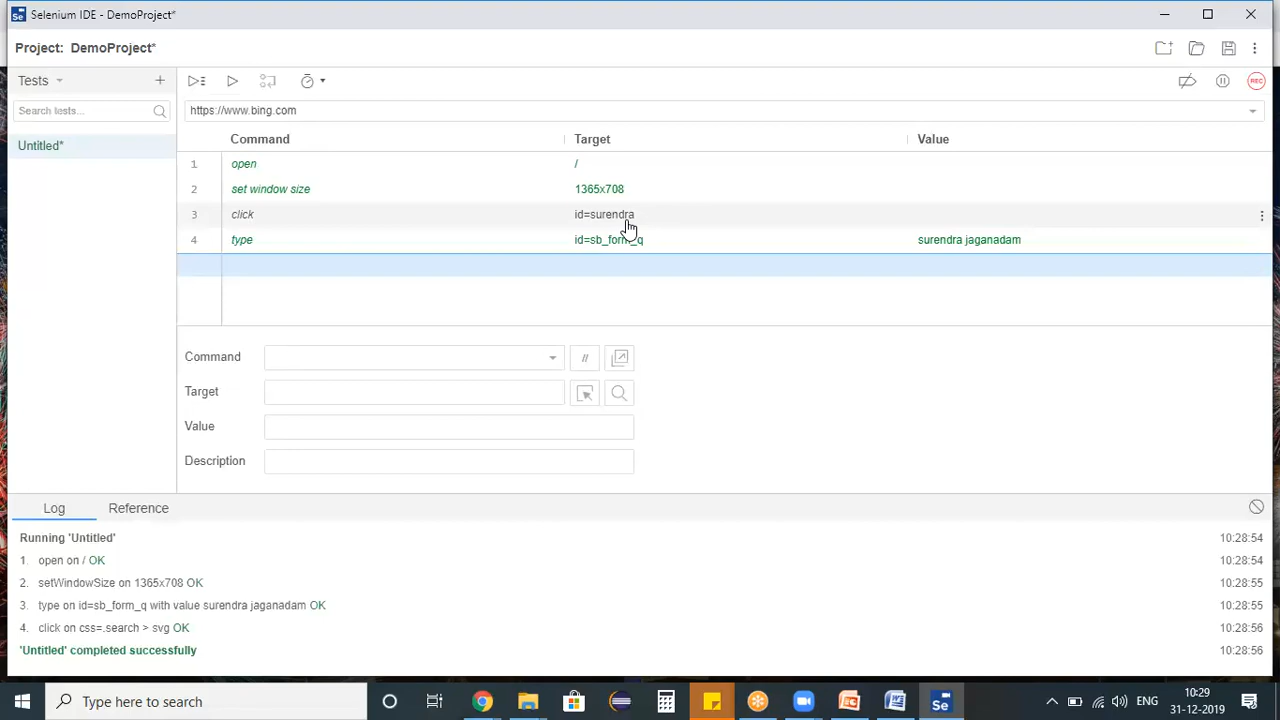 Selenium IDE - DemoProject*
Project: DemoProject*
Tests
Search tests...
https://www.bing.com
Untitled*
Command Target Value
1 open /
2 set window size 1365x708
3 click id=surendra
4 type id=sb_form_q surendra jaganadam
Command //
Target
Value
Description
Log Reference
Running 'Untitled' 10:28:54
1. open on / OK 10:28:54
2. setWindowSize on 1365x708 OK 10:28:55
3. type on id=sb_form_q with value surendra jaganadam OK 10:28:55
4. click on css=.search > svg OK 10:28:56
'Untitled' completed successfully 10:28:56
Type here to search
ENG
10:29
31-12-2019
REC
Se